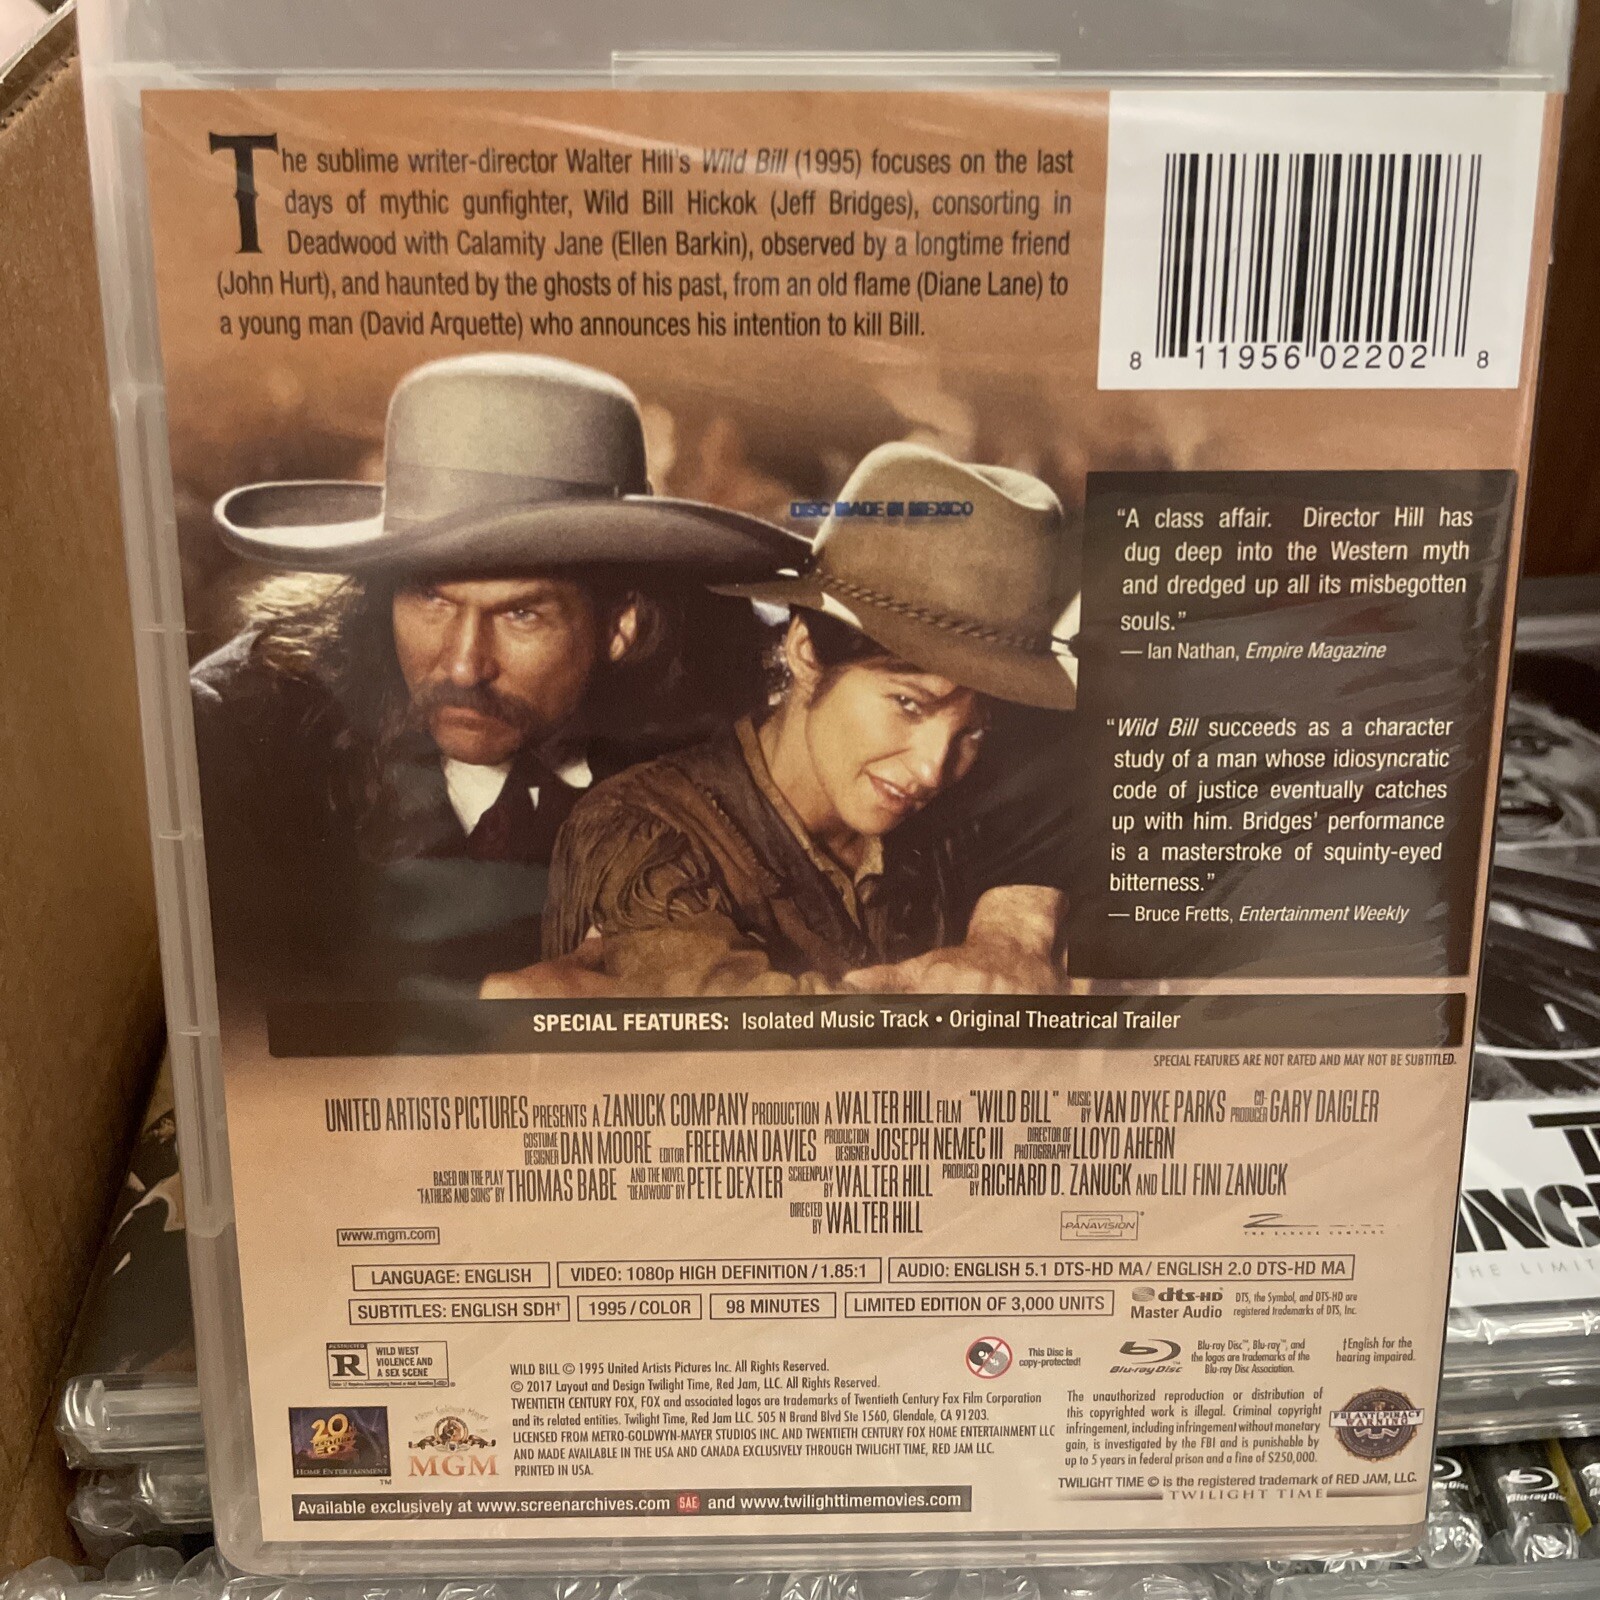 The sublime writer-director Walter Hill's Wild Bill (1995) focuses on the last
days of mythic gunfighter, Wild Bill Hickok (Jeff Bridges), consorting in
Deadwood with Calamity Jane (Ellen Barkin), observed by a longtime friend
(John Hurt), and haunted by the ghosts of his past, from an old flame (Diane Lane) to
a young man (David Arquette) who announces his intention to kill Bill.
8 11956 02202 8
DISC MADE IN MEXICO
“A class affair. Director Hill has
dug deep into the Western myth
and dredged up all its misbegotten
souls.”
— Ian Nathan, Empire Magazine
“Wild Bill succeeds as a character
study of a man whose idiosyncratic
code of justice eventually catches
up with him. Bridges' performance
is a masterstroke of squinty-eyed
bitterness.”
— Bruce Fretts, Entertainment Weekly
SPECIAL FEATURES: Isolated Music Track • Original Theatrical Trailer
SPECIAL FEATURES ARE NOT RATED AND MAY NOT BE SUBTITLED.
UNITED ARTISTS PICTURES PRESENTS A ZANUCK COMPANY PRODUCTION A WALTER HILL FILM "WILD BILL" MUSIC BY VAN DYKE PARKS CO-PRODUCER GARY DAIGLER
COSTUME DESIGNER DAN MOORE EDITOR FREEMAN DAVIES PRODUCTION DESIGNER JOSEPH NEMEC III DIRECTOR OF PHOTOGRAPHY LLOYD AHERN
BASED ON THE PLAY "FATHERS AND SONS" BY THOMAS BABE AND THE NOVEL "DEADWOOD" BY PETE DEXTER SCREENPLAY BY WALTER HILL PRODUCED BY RICHARD D. ZANUCK AND LILI FINI ZANUCK
DIRECTED BY WALTER HILL
www.mgm.com
PANAVISION®
LANGUAGE: ENGLISH VIDEO: 1080p HIGH DEFINITION / 1.85:1 AUDIO: ENGLISH 5.1 DTS-HD MA / ENGLISH 2.0 DTS-HD MA
SUBTITLES: ENGLISH SDH† 1995 / COLOR 98 MINUTES LIMITED EDITION OF 3,000 UNITS
dts-HD
Master Audio
DTS, the Symbol, and DTS-HD are
registered trademarks of DTS, Inc.
RESTRICTED
R
WILD WEST
VIOLENCE AND
A SEX SCENE
This Disc is
copy-protected!
Blu-ray Disc™
Blu-ray Disc™, Blu-ray™, and
the logos are trademarks of the
Blu-ray Disc Association.
†English for the
hearing impaired.
WILD BILL © 1995 United Artists Pictures Inc. All Rights Reserved.
© 2017 Layout and Design Twilight Time, Red Jam, LLC. All Rights Reserved.
TWENTIETH CENTURY FOX, FOX and associated logos are trademarks of Twentieth Century Fox Film Corporation
and its related entities. Twilight Time, Red Jam LLC. 505 N Brand Blvd Ste 1560, Glendale, CA 91203.
LICENSED FROM METRO-GOLDWYN-MAYER STUDIOS INC. AND TWENTIETH CENTURY FOX HOME ENTERTAINMENT LLC
AND MADE AVAILABLE IN THE USA AND CANADA EXCLUSIVELY THROUGH TWILIGHT TIME, RED JAM LLC.
PRINTED IN USA.
20th
CENTURY
FOX
HOME ENTERTAINMENT
TM
MGM
The unauthorized reproduction or distribution of
this copyrighted work is illegal. Criminal copyright
infringement, including infringement without monetary
gain, is investigated by the FBI and is punishable by
up to 5 years in federal prison and a fine of $250,000.
FBI ANTI-PIRACY
WARNING
TWILIGHT TIME © is the registered trademark of RED JAM, LLC.
TWILIGHT TIME
Available exclusively at www.screenarchives.com SAE and www.twilighttimemovies.com
THE LIMIT
Blu-ray Disc